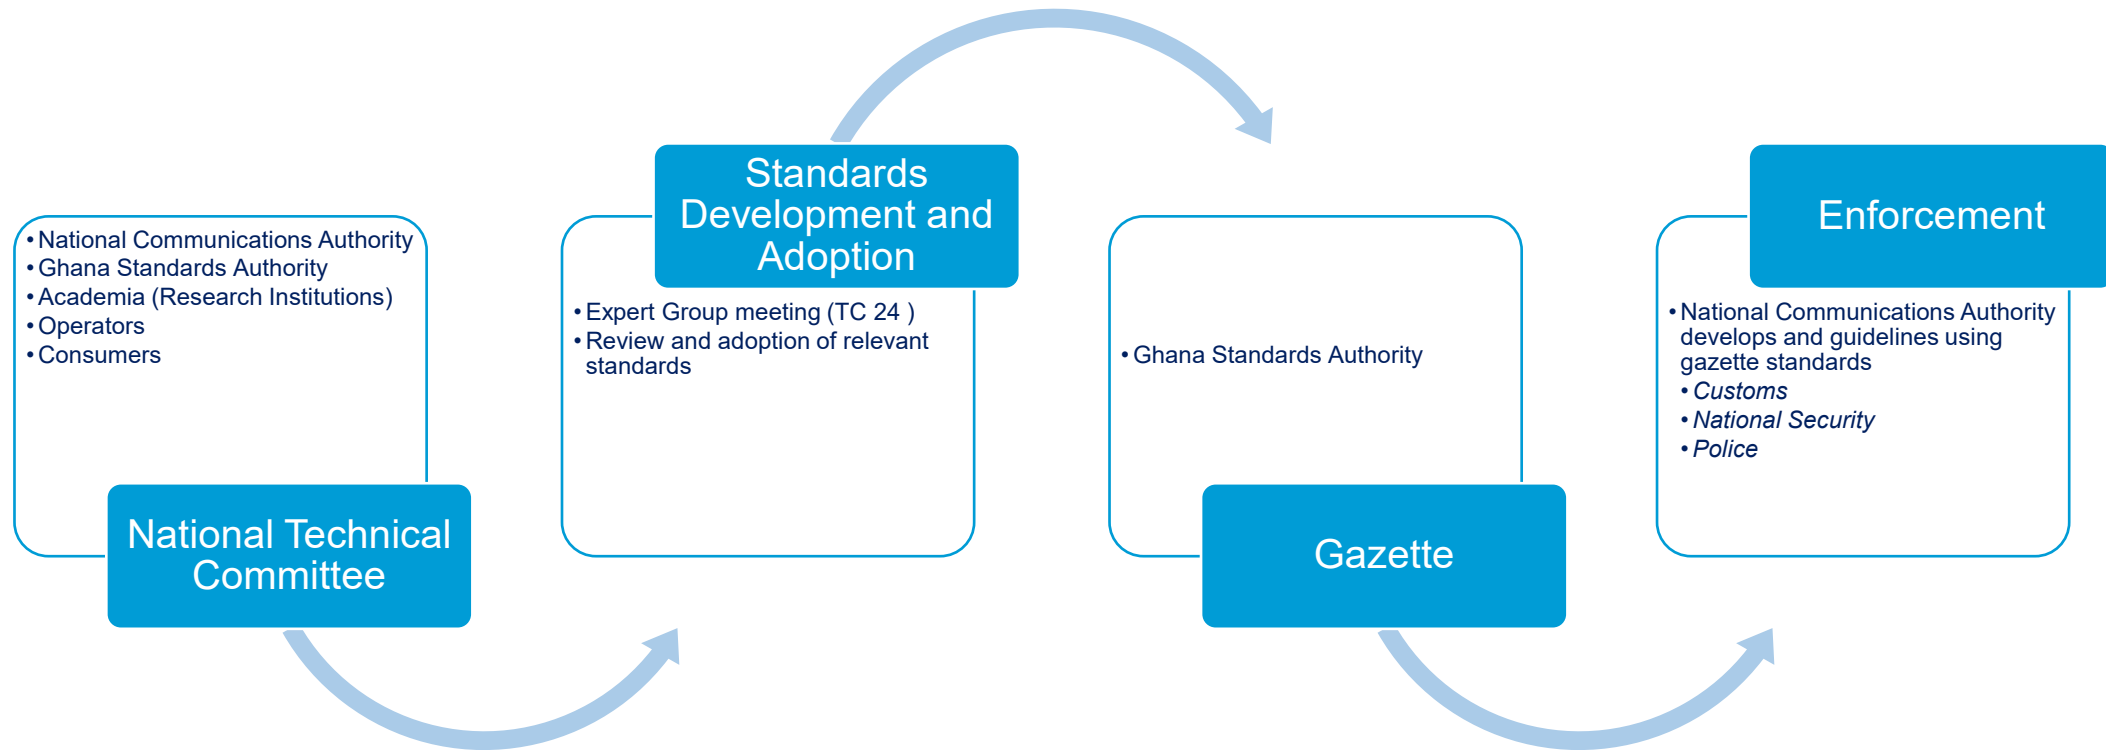 • National Communications Authority
• Ghana Standards Authority
• Academia (Research Institutions)
• Operators
• Consumers
National Technical
Committee
Standards
Development and
Adoption
• Expert Group meeting (TC 24 )
• Review and adoption of relevant
standards
• Ghana Standards Authority
Gazette
Enforcement
• National Communications Authority
develops and guidelines using
gazette standards
• Customs
• National Security
• Police